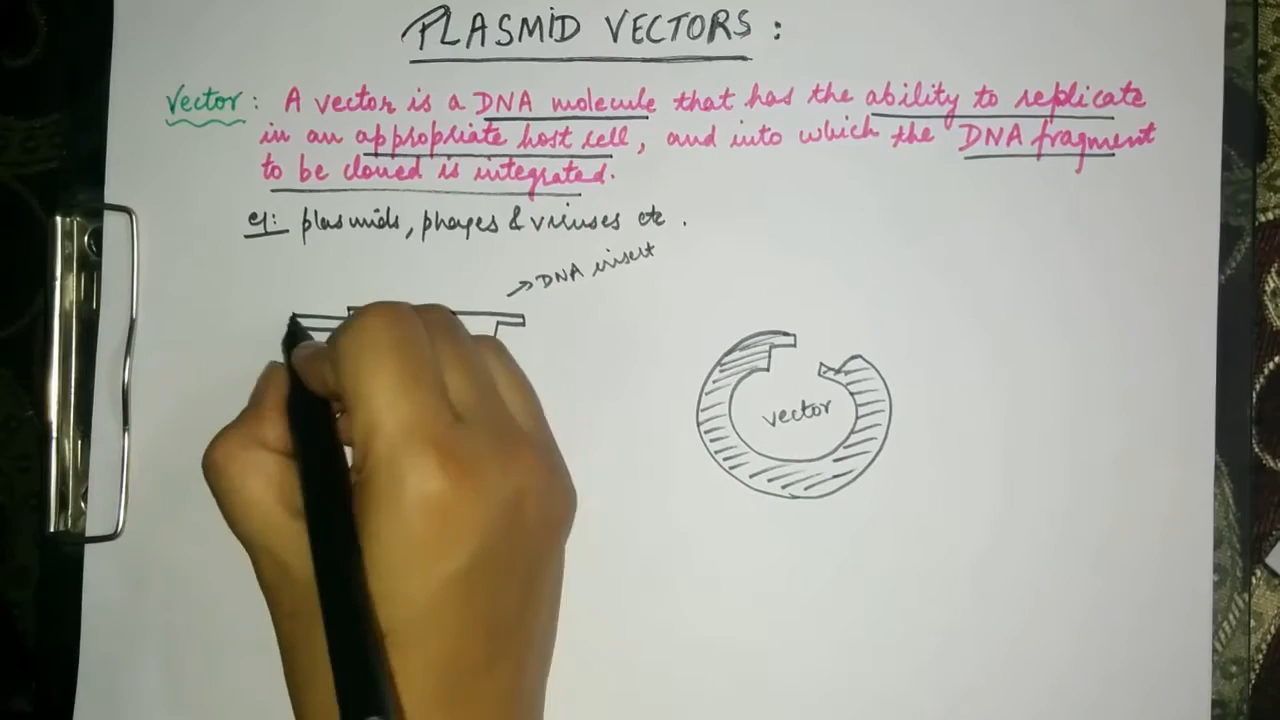 PLASMID VECTORS :
Vector : A vector is a DNA molecule that has the ability to replicate
in an appropriate host cell, and into which the DNA fragment
to be cloned is integrated.
eg: plasmids, phages & viruses etc .
→ DNA insert
vector